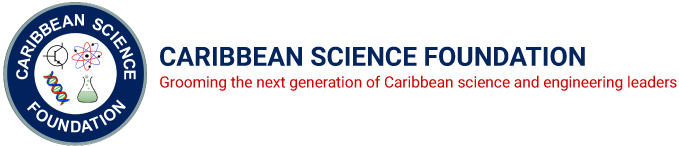 CARIBBEAN SCIENCE
FOUNDATION
CARIBBEAN SCIENCE FOUNDATION
Grooming the next generation of Caribbean science and engineering leaders